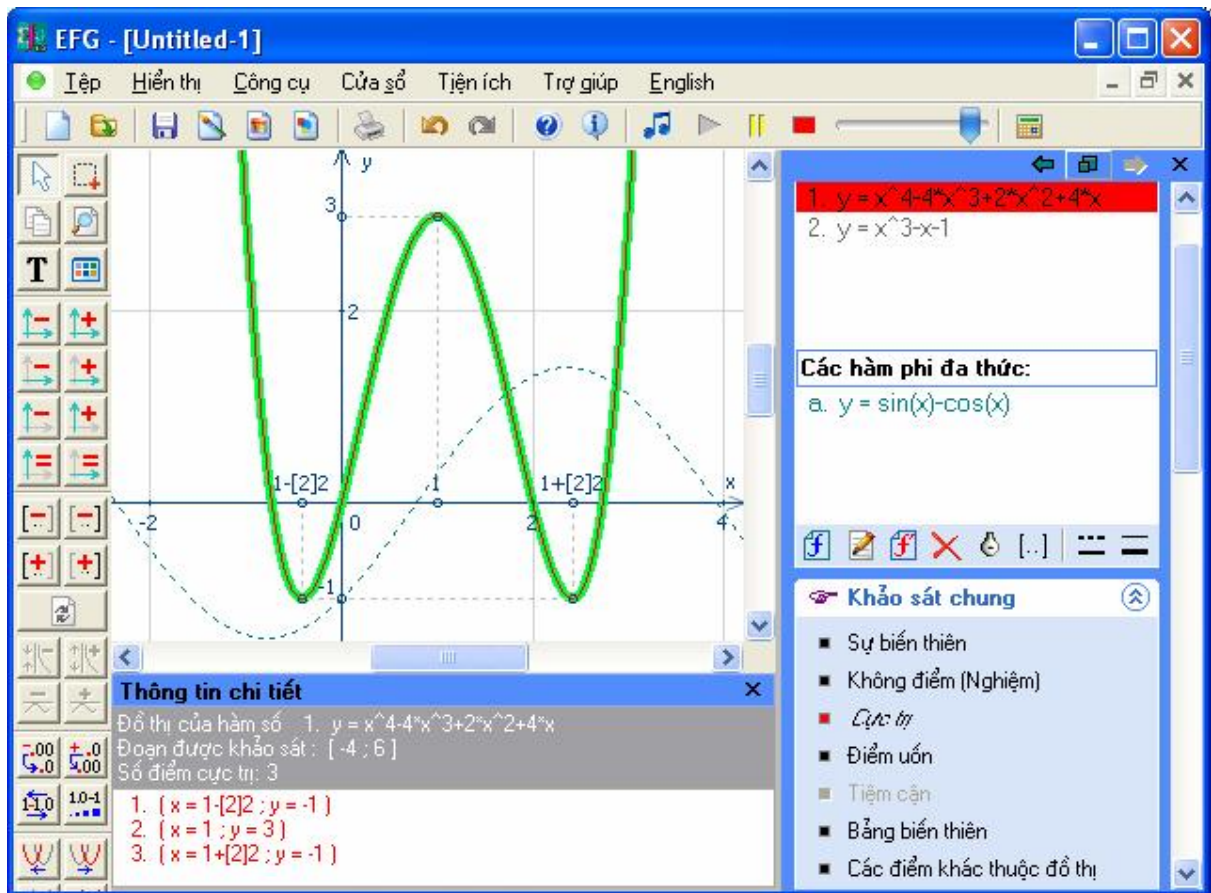 EFG - [Untitled-1]
Tệp Hiển thị Công cụ Cửa sổ Tiện ích Trợ giúp English
T
y
3
2
1-[2]2
1
1+[2]2
x
-2
0
2
4
-1
1. y = x^4-4*x^3+2*x^2+4*x
2. y = x^3-x-1
Các hàm phi đa thức:
a. y = sin(x)-cos(x)
[..]
Khảo sát chung
Sự biến thiên
Không điểm (Nghiệm)
Cực trị
Điểm uốn
Tiệm cận
Bảng biến thiên
Các điểm khác thuộc đồ thị
Thông tin chi tiết
Đồ thị của hàm số 1. y = x^4-4*x^3+2*x^2+4*x
Đoạn được khảo sát : [ -4 ; 6 ]
Số điểm cực trị: 3
1. ( x = 1-[2]2 ; y = -1 )
2. ( x = 1 ; y = 3 )
3. ( x = 1+[2]2 ; y = -1 )